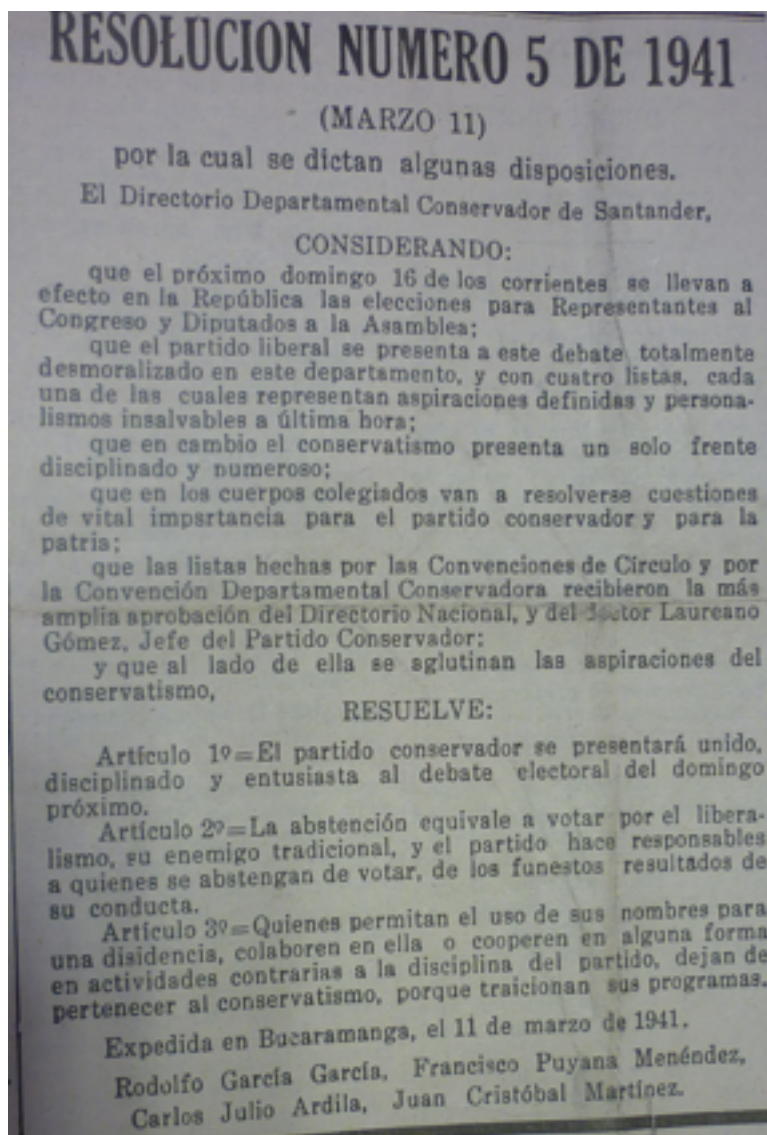 RESOLUCION NUMERO 5 DE 1941
(MARZO 11)
por la cual se dictan algunas disposiciones.
El Directorio Departamental Conservador de Santander,
CONSIDERANDO:
que el próximo domingo 16 de los corrientes se llevan a
efecto en la República las elecciones para Representantes al
Congreso y Diputados a la Asamblea;
que el partido liberal se presenta a este debate totalmente
desmoralizado en este departamento, y con cuatro listas, cada
una de las cuales representan aspiraciones definidas y persona-
lismos insalvables a última hora;
que en cambio el conservatismo presenta un solo frente
disciplinado y numeroso;
que en los cuerpos colegiados van a resolverse cuestiones
de vital impsrtancia para el partido conservador y para la
patria;
que las listas hechas por las Convenciones de Círculo y por
la Convención Departamental Conservadora recibieron la más
amplia aprobación del Directorio Nacional, y del doctor Laureano
Gómez, Jefe del Partido Conservador;
y que al lado de ella se aglutinan las aspiraciones del
conservatismo,
RESUELVE:
Artículo 1º=El partido conservador se presentará unido,
disciplinado y entusiasta al debate electoral del domingo
próximo.
Artículo 2º=La abstención equivale a votar por el libera-
lismo, su enemigo tradicional, y el partido hace responsables
a quienes se abstengan de votar, de los funestos resultados de
su conducta.
Artículo 3º=Quienes permitan el uso de sus nombres para
una disidencia, colaboren en ella o cooperen en alguna forma
en actividades contrarias a la disciplina del partido, dejan de
pertenecer al conservatismo, porque traicionan sus programas.
Expedida en Bucaramanga, el 11 de marzo de 1941.
Rodolfo García García, Francisco Puyana Menéndez,
Carlos Julio Ardila, Juan Cristóbal Martínez.